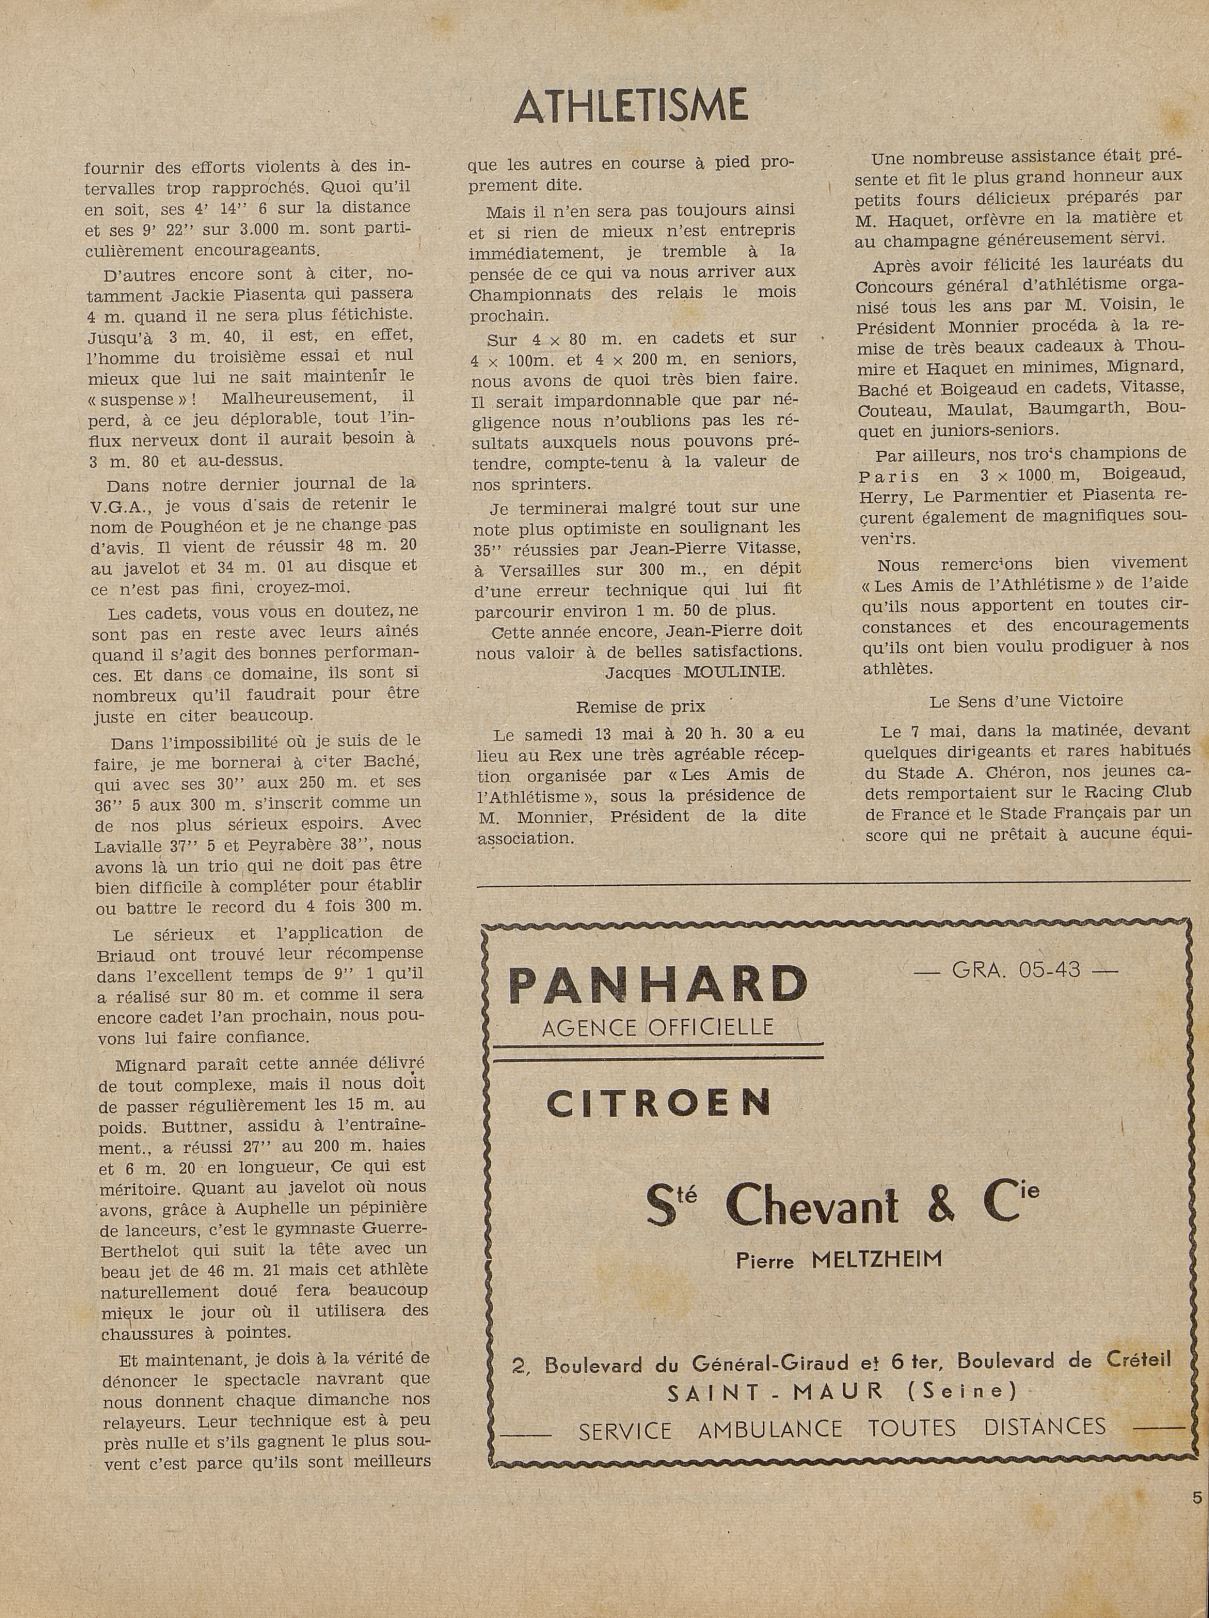 ATHLETISME
fournir des efforts violents à des in-
tervalles trop rapprochés. Quoi qu'il
en soit, ses 4' 14'' 6 sur la distance
et ses 9' 22'' sur 3.000 m. sont parti-
culièrement encourageants.
D'autres encore sont à citer, no-
tamment Jackie Piasenta qui passera
4 m. quand il ne sera plus fétichiste.
Jusqu'à 3 m. 40, il est, en effet,
l'homme du troisième essai et nul
mieux que lui ne sait maintenir le
« suspense » ! Malheureusement, il
perd, à ce jeu déplorable, tout l'in-
flux nerveux dont il aurait besoin à
3 m. 80 et au-dessus.
Dans notre dernier journal de la
V.G.A., je vous d'sais de retenir le
nom de Poughéon et je ne change pas
d'avis. Il vient de réussir 48 m. 20
au javelot et 34 m. 01 au disque et
ce n'est pas fini, croyez-moi.
Les cadets, vous vous en doutez, ne
sont pas en reste avec leurs aînés
quand il s'agit des bonnes performan-
ces. Et dans ce domaine, ils sont si
nombreux qu'il faudrait pour être
juste en citer beaucoup.
Dans l'impossibilité où je suis de le
faire, je me bornerai à citer Baché,
qui avec ses 30'' aux 250 m. et ses
36'' 5 aux 300 m. s'inscrit comme un
de nos plus sérieux espoirs. Avec
Lavialle 37'' 5 et Peyrabère 38'', nous
avons là un trio qui ne doit pas être
bien difficile à compléter pour établir
ou battre le record du 4 fois 300 m.
Le sérieux et l'application de
Briaud ont trouvé leur récompense
dans l'excellent temps de 9'' 1 qu'il
a réalisé sur 80 m. et comme il sera
encore cadet l'an prochain, nous pou-
vons lui faire confiance.
Mignard paraît cette année délivré
de tout complexe, mais il nous doit
de passer régulièrement les 15 m. au
poids. Buttner, assidu à l'entraîne-
ment., a réussi 27'' au 200 m. haies
et 6 m. 20 en longueur, Ce qui est
méritoire. Quant au javelot où nous
avons, grâce à Auphelle un pépinière
de lanceurs, c'est le gymnaste Guerre-
Berthelot qui suit la tête avec un
beau jet de 46 m. 21 mais cet athlète
naturellement doué fera beaucoup
mieux le jour où il utilisera des
chaussures à pointes.
Et maintenant, je dois à la vérité de
dénoncer le spectacle navrant que
nous donnent chaque dimanche nos
relayeurs. Leur technique est à peu
près nulle et s'ils gagnent le plus sou-
vent c'est parce qu'ils sont meilleurs
que les autres en course à pied pro-
prement dite.
Mais il n'en sera pas toujours ainsi
et si rien de mieux n'est entrepris
immédiatement, je tremble à la
pensée de ce qui va nous arriver aux
Championnats des relais le mois
prochain.
Sur 4 × 80 m. en cadets et sur
4 × 100m. et 4 × 200 m. en seniors,
nous avons de quoi très bien faire.
Il serait impardonnable que par né-
gligence nous n'oublions pas les ré-
sultats auxquels nous pouvons pré-
tendre, compte-tenu à la valeur de
nos sprinters.
Je terminerai malgré tout sur une
note plus optimiste en soulignant les
35'' réussies par Jean-Pierre Vitasse,
à Versailles sur 300 m., en dépit
d'une erreur technique qui lui fit
parcourir environ 1 m. 50 de plus.
Cette année encore, Jean-Pierre doit
nous valoir à de belles satisfactions.
Jacques MOULINIE.
Remise de prix
Le samedi 13 mai à 20 h. 30 a eu
lieu au Rex une très agréable récep-
tion organisée par « Les Amis de
l'Athlétisme », sous la présidence de
M. Monnier, Président de la dite
association.
Une nombreuse assistance était pré-
sente et fit le plus grand honneur aux
petits fours délicieux préparés par
M. Haquet, orfèvre en la matière et
au champagne généreusement servi.
Après avoir félicité les lauréats du
Concours général d'athlétisme orga-
nisé tous les ans par M. Voisin, le
Président Monnier procéda à la re-
mise de très beaux cadeaux à Thou-
mire et Haquet en minimes, Mignard,
Baché et Boigeaud en cadets, Vitasse,
Couteau, Maulat, Baumgarth, Bou-
quet en juniors-seniors.
Par ailleurs, nos trois champions de
Paris en 3 × 1000 m, Boigeaud,
Herry, Le Parmentier et Piasenta re-
çurent également de magnifiques sou-
venirs.
Nous remercions bien vivement
« Les Amis de l'Athlétisme » de l'aide
qu'ils nous apportent en toutes cir-
constances et des encouragements
qu'ils ont bien voulu prodiguer à nos
athlètes.
Le Sens d'une Victoire
Le 7 mai, dans la matinée, devant
quelques dirigeants et rares habitués
du Stade A. Chéron, nos jeunes ca-
dets remportaient sur le Racing Club
de France et le Stade Français par un
score qui ne prêtait à aucune équi-
PANHARD
AGENCE OFFICIELLE
— GRA. 05-43 —
CITROEN
Sté Chevant & Cie
Pierre MELTZHEIM
2, Boulevard du Général-Giraud et 6 ter, Boulevard de Créteil
SAINT - MAUR (Seine)
— SERVICE AMBULANCE TOUTES DISTANCES —
5